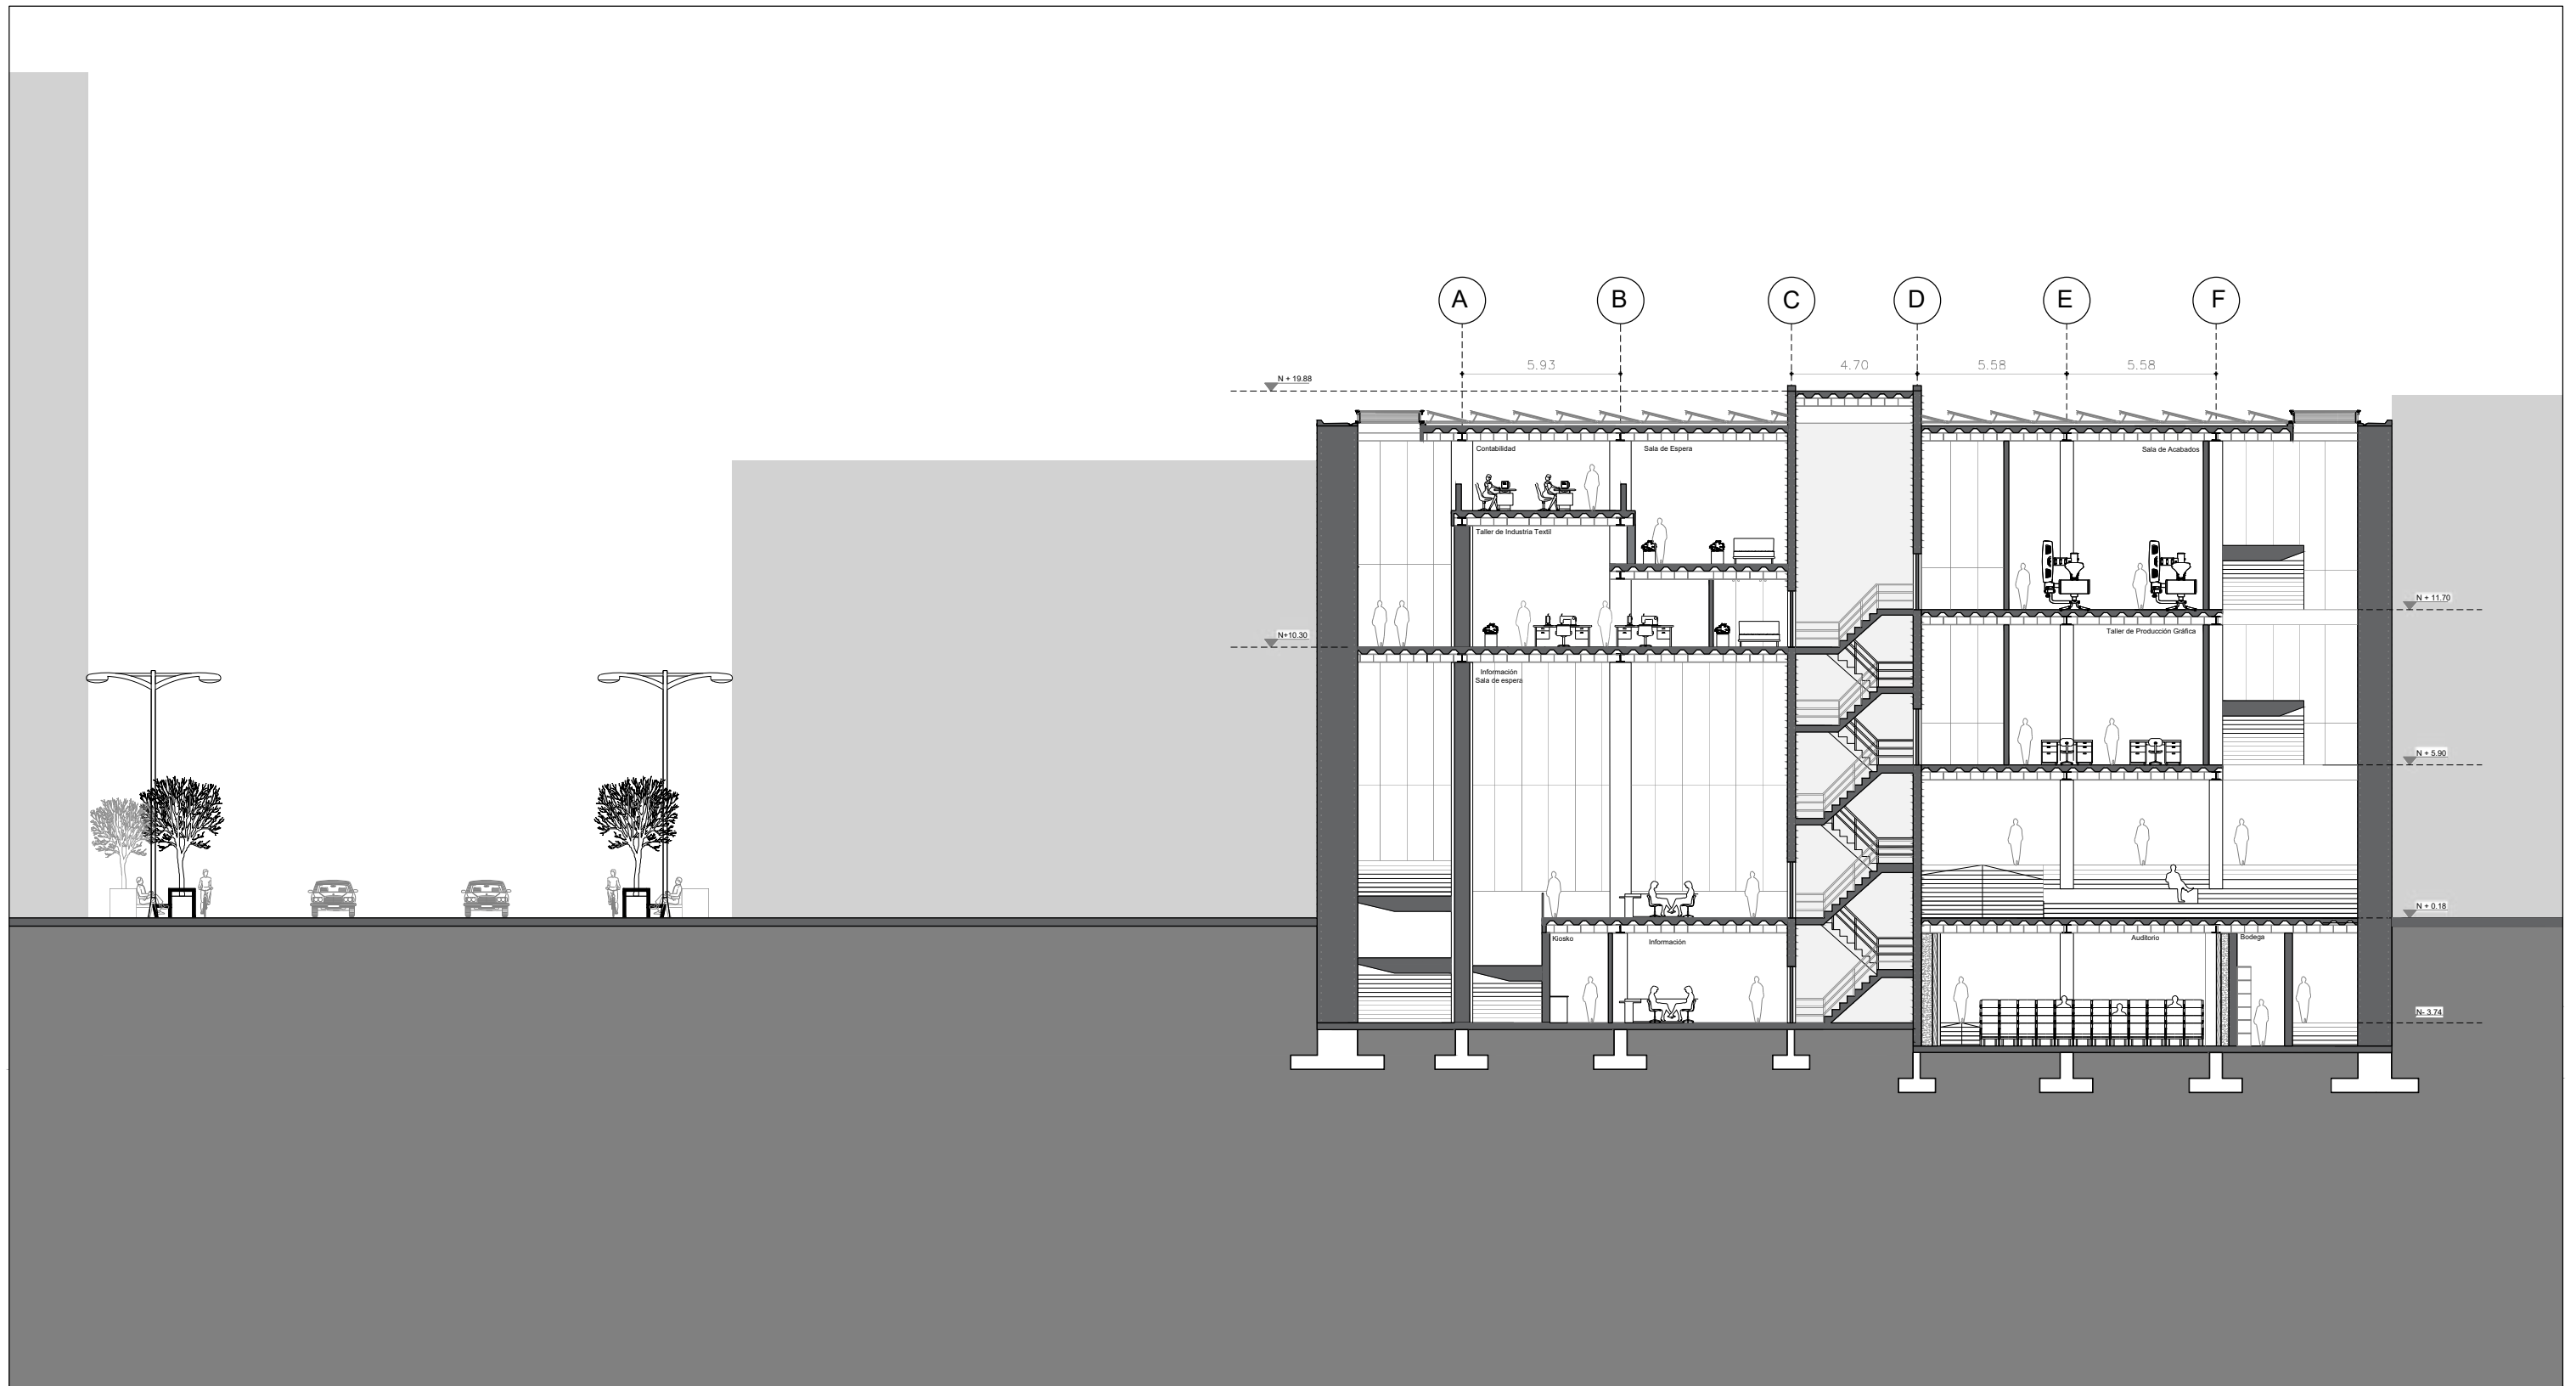 A B C D E F
5.93 4.70 5.58 5.58
N + 19.88
Contabilidad
Sala de Espera
Sala de Acabados
Taller de Industria Textil
N + 11.70
N+10.30
Taller de Producción Gráfica
Información
Sala de espera
N + 5.90
N + 0.18
Kiosko
Información
Auditorio
Bodega
N- 3.74